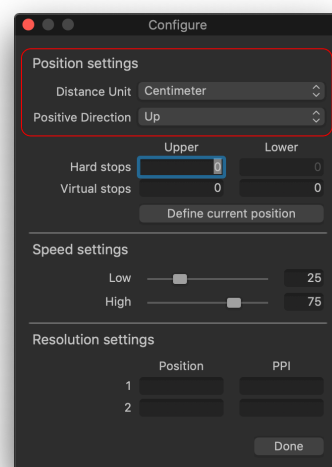 Configure
Position settings
Distance Unit Centimeter
Positive Direction Up
Upper Lower
Hard stops 0 0
Virtual stops 0 0
Define current position
Speed settings
Low 25
High 75
Resolution settings
Position PPI
1
2
Done